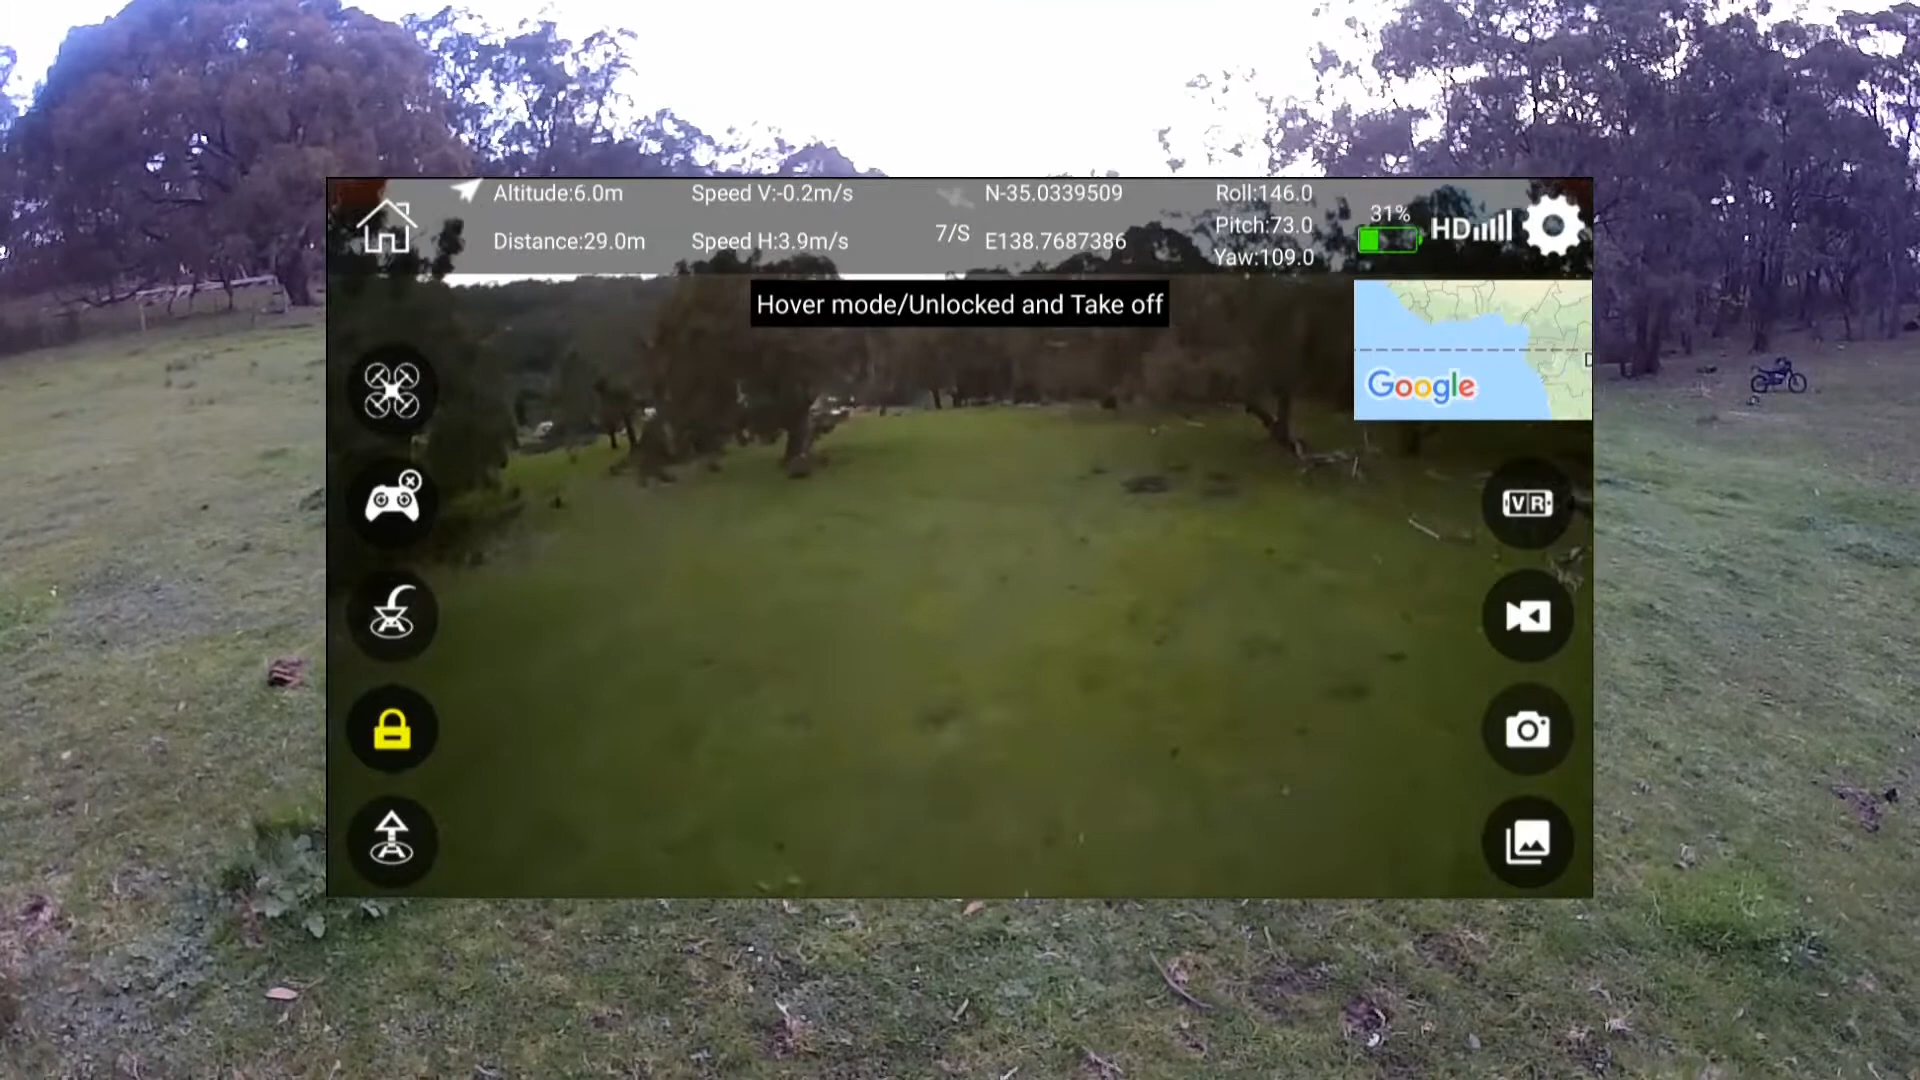 Altitude:6.0m
Speed V:-0.2m/s
N-35.0339509
Roll:146.0
31%
HD
Pitch:73.0
Distance:29.0m
Speed H:3.9m/s
7/S
E138.7687386
Yaw:109.0
Hover mode/Unlocked and Take off
Google
VR